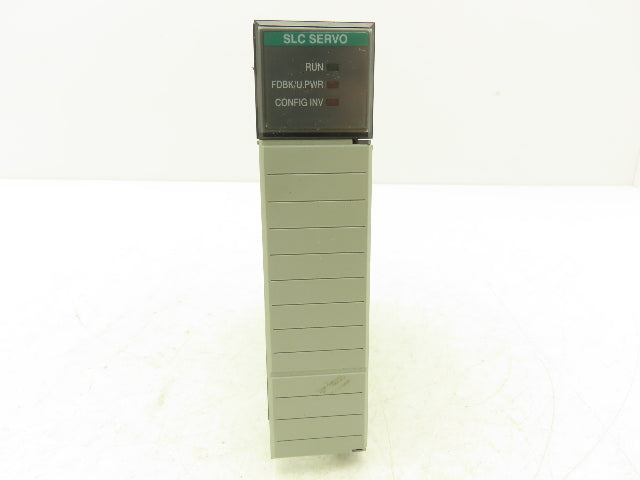 SLC SERVO
RUN
FDBK/U.PWR
CONFIG INV